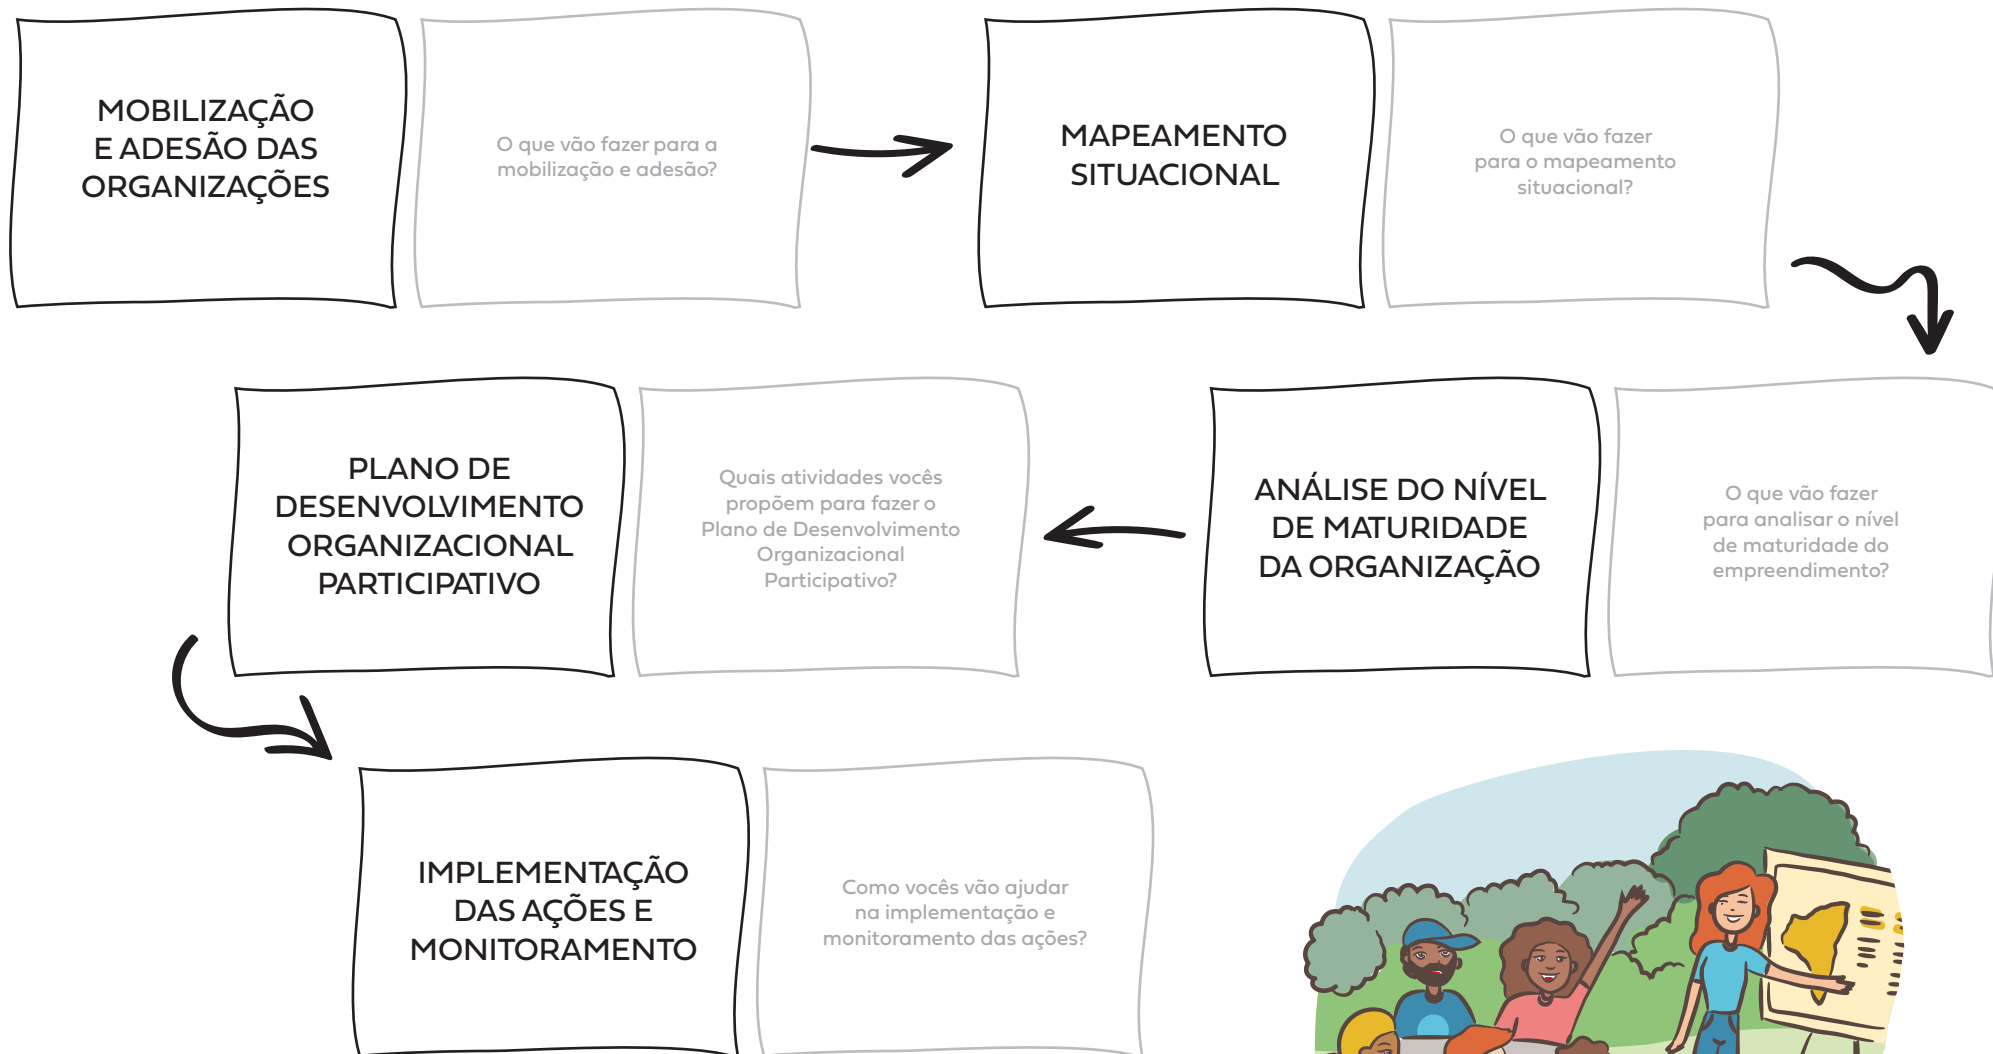 MOBILIZAÇÃO
E ADESÃO DAS
ORGANIZAÇÕES
O que vão fazer para a
mobilização e adesão?
MAPEAMENTO
SITUACIONAL
O que vão fazer
para o mapeamento
situacional?
ANÁLISE DO NÍVEL
DE MATURIDADE
DA ORGANIZAÇÃO
O que vão fazer
para analisar o nível
de maturidade do
empreendimento?
PLANO DE
DESENVOLVIMENTO
ORGANIZACIONAL
PARTICIPATIVO
Quais atividades vocês
propõem para fazer o
Plano de Desenvolvimento
Organizacional
Participativo?
IMPLEMENTAÇÃO
DAS AÇÕES E
MONITORAMENTO
Como vocês vão ajudar
na implementação e
monitoramento das ações?